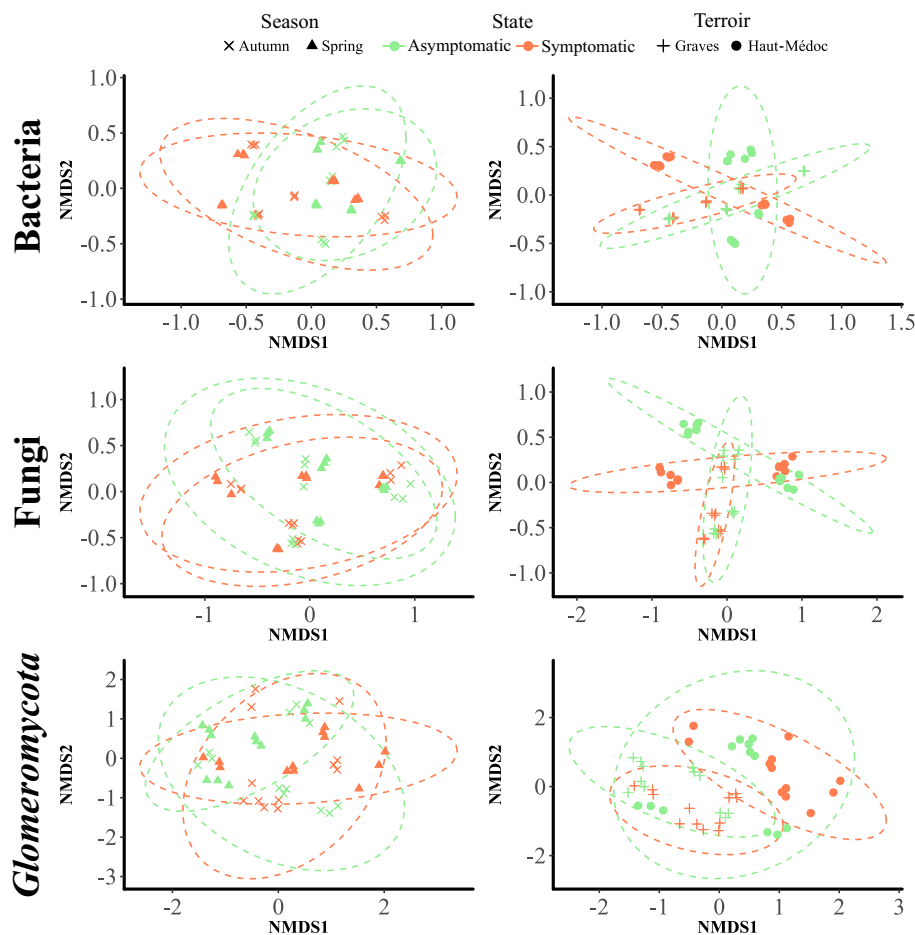 Season State Terroir
Autumn Spring Asymptomatic Symptomatic Graves Haut-Médoc
Bacteria
NMDS2
1.0
0.5
0.0
-0.5
-1.0
-1.0 -0.5 0.0 0.5 1.0
NMDS1
NMDS2
1.0
0.5
0.0
-0.5
-1.0
-1.0 -0.5 0.0 0.5 1.0 1.5
NMDS1
Fungi
NMDS2
1.0
0.5
0.0
-0.5
-1.0
-1 0 1
NMDS1
NMDS2
1.0
0.5
0.0
-0.5
-1.0
-2 -1 0 1 2
NMDS1
Glomeromycota
NMDS2
2
1
0
-1
-2
-3
-2 0 2
NMDS1
NMDS2
2
0
-2
-2 -1 0 1 2 3
NMDS1